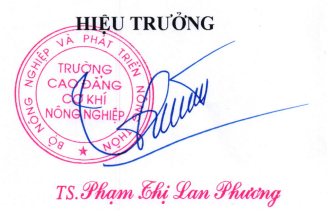 HIỆU TRƯỞNG
BỘ NÔNG NGHIỆP VÀ PHÁT TRIỂN NÔNG THÔN
TRƯỜNG
CAO ĐẲNG
CƠ KHÍ
NÔNG NGHIỆP
TS. Phạm Thị Lan Phương